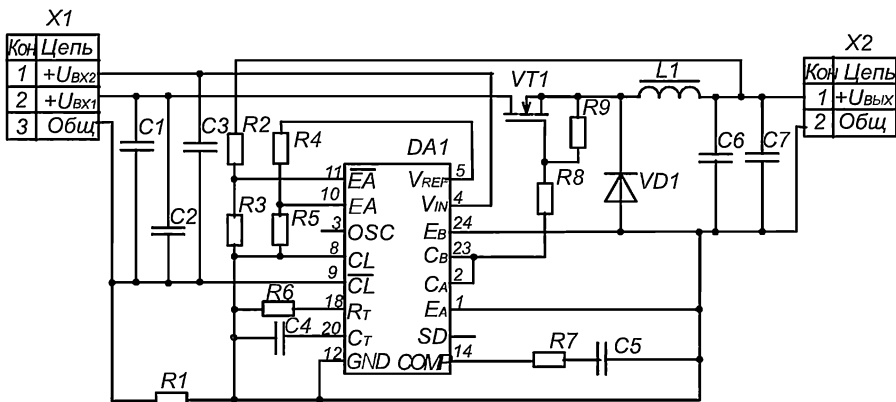 X1
Кон Цепь
1 +UВХ2
2 +UВХ1
3 Общ
X2
Кон Цепь
1 +UВЫХ
2 Общ
C1
C2
C3
R2
R4
R3
R5
R6
C4
R1
DA1
VT1
R9
R8
L1
VD1
C6
C7
R7
C5
11 EA
10 EA
3 OSC
8 CL
9 CL
18 RT
20 CT
12 GND
VREF 5
VIN 4
EB 24
CB 23
CA 2
EA 1
SD
COMP 14